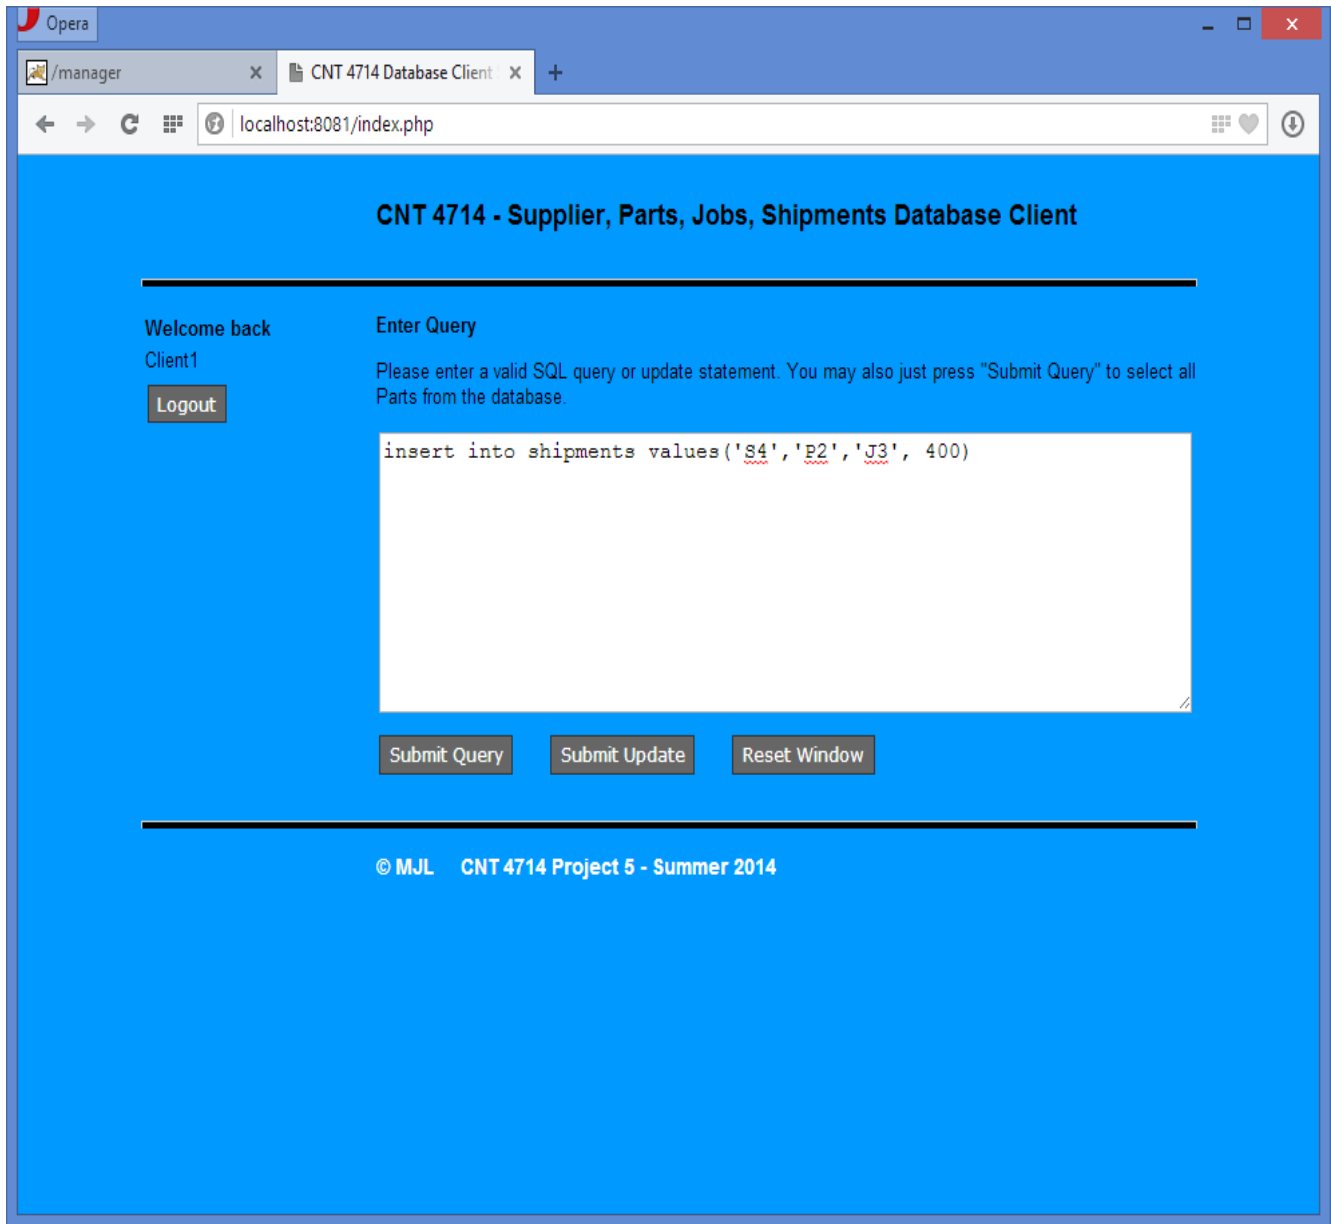 Opera
/manager
CNT 4714 Database Client
localhost:8081/index.php
CNT 4714 - Supplier, Parts, Jobs, Shipments Database Client
Welcome back
Client1
Logout
Enter Query
Please enter a valid SQL query or update statement. You may also just press "Submit Query" to select all
Parts from the database.
insert into shipments values('S4','P2','J3', 400)
Submit Query Submit Update Reset Window
© MJL CNT 4714 Project 5 - Summer 2014